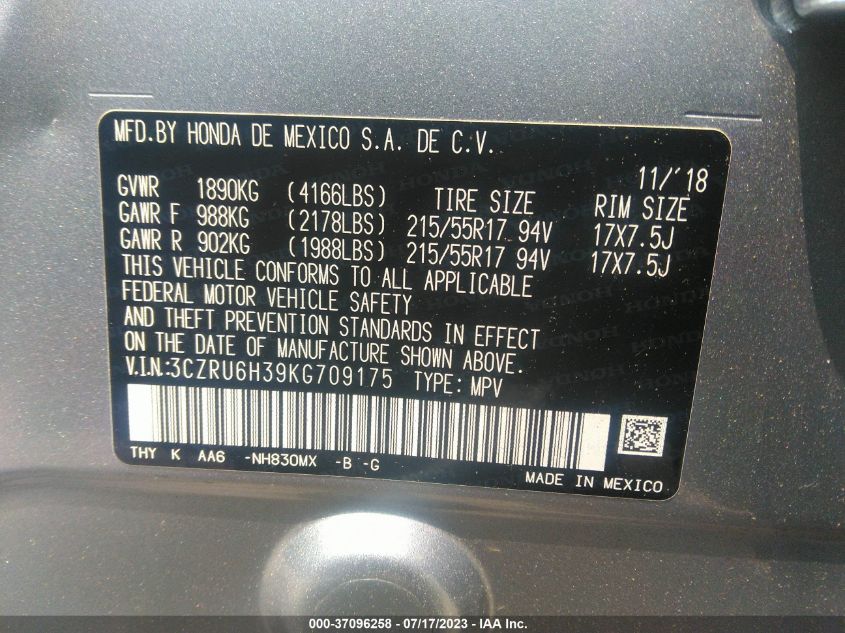 MFD.BY HONDA DE MEXICO S.A. DE C.V.
11/'18
GVWR 1890KG (4166LBS) TIRE SIZE RIM SIZE
GAWR F 988KG (2178LBS) 215/55R17 94V 17X7.5J
GAWR R 902KG (1988LBS) 215/55R17 94V 17X7.5J
THIS VEHICLE CONFORMS TO ALL APPLICABLE
FEDERAL MOTOR VEHICLE SAFETY
AND THEFT PREVENTION STANDARDS IN EFFECT
ON THE DATE OF MANUFACTURE SHOWN ABOVE.
V.I.N:3CZRU6H39KG709175 TYPE: MPV
THY K AA6 -NH830MX -B -G
MADE IN MEXICO
000-37096258 - 07/17/2023 - IAA Inc.